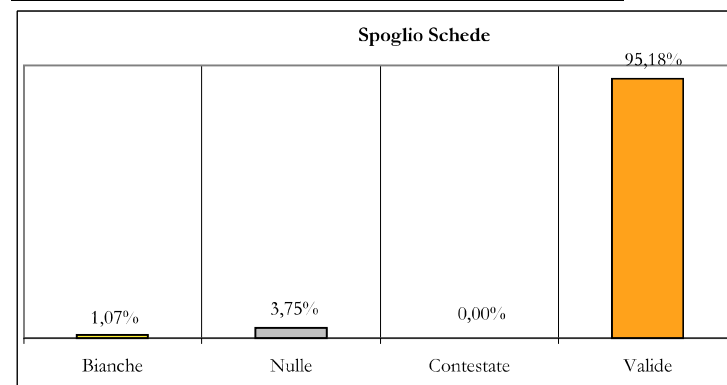 Spoglio Schede
95,18%
1,07%
3,75%
0,00%
Bianche
Nulle
Contestate
Valide